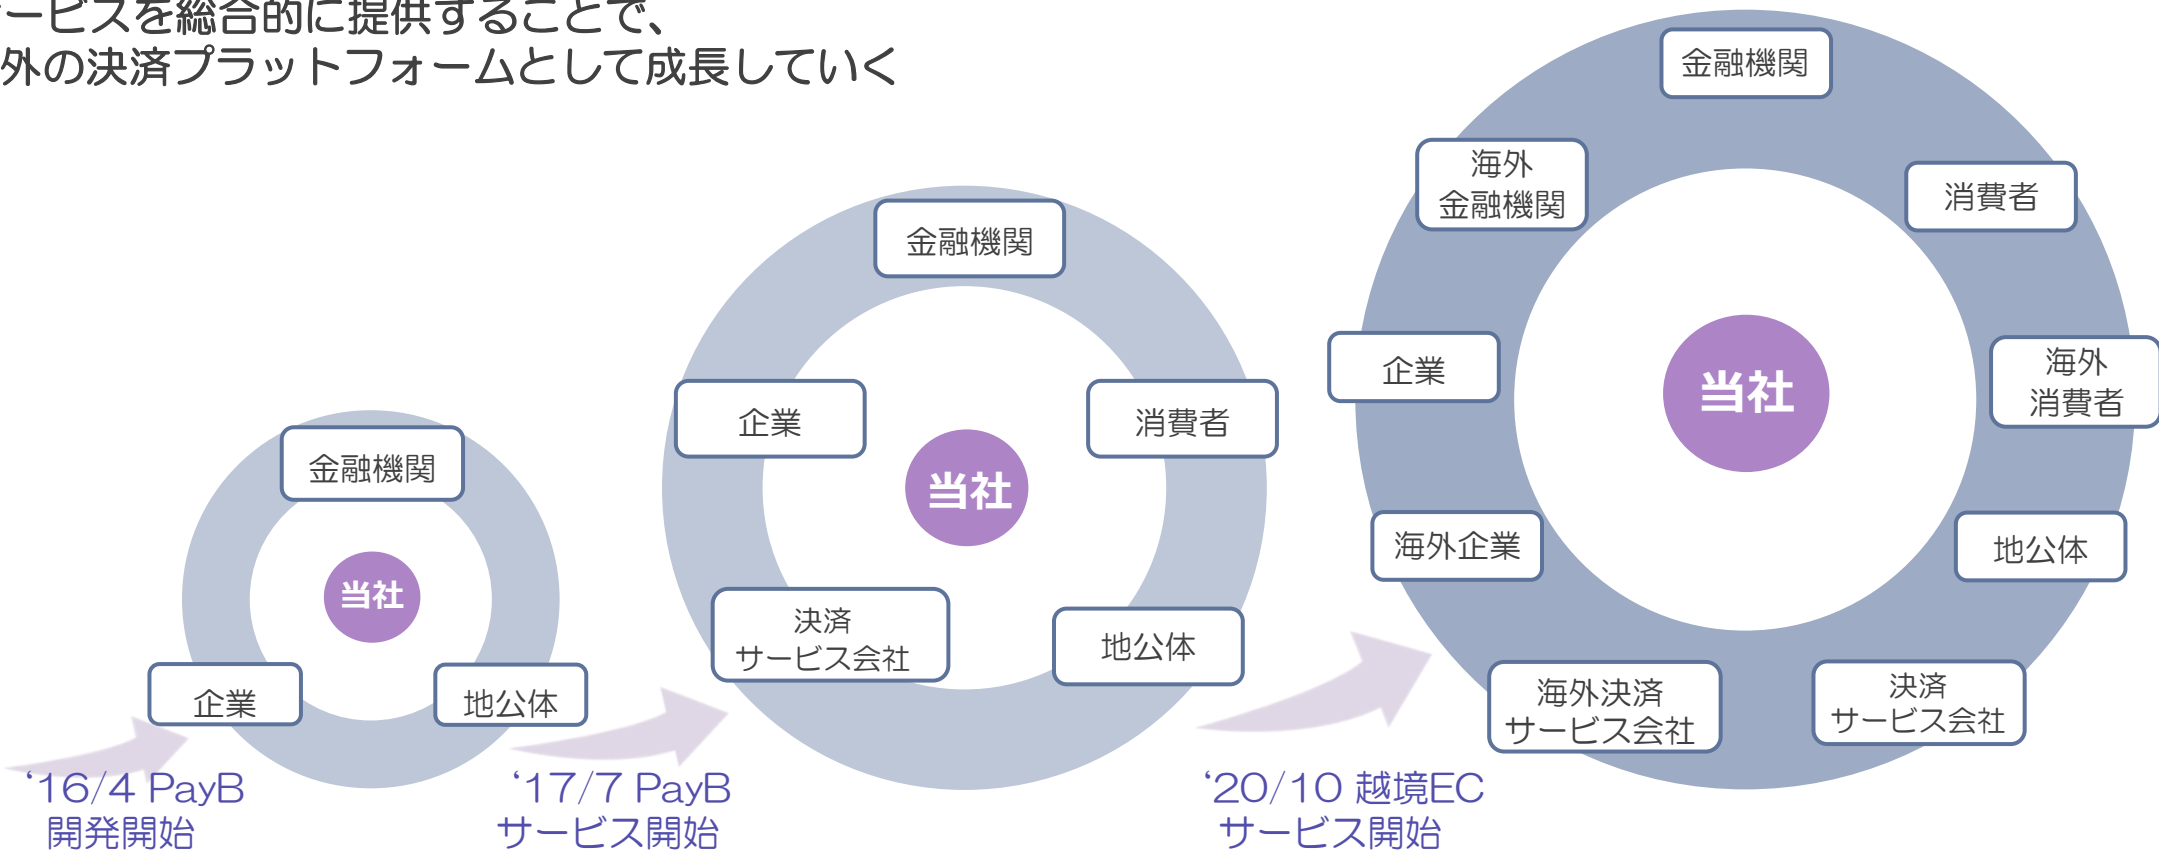 サービスを総合的に提供することで、
外の決済プラットフォームとして成長していく
金融機関
当社
企業
地公体
‘16/4 PayB
開発開始
金融機関
企業
消費者
当社
決済
サービス会社
地公体
‘17/7 PayB
サービス開始
金融機関
海外
金融機関
消費者
企業
当社
海外
消費者
海外企業
地公体
海外決済
サービス会社
決済
サービス会社
‘20/10 越境EC
サービス開始